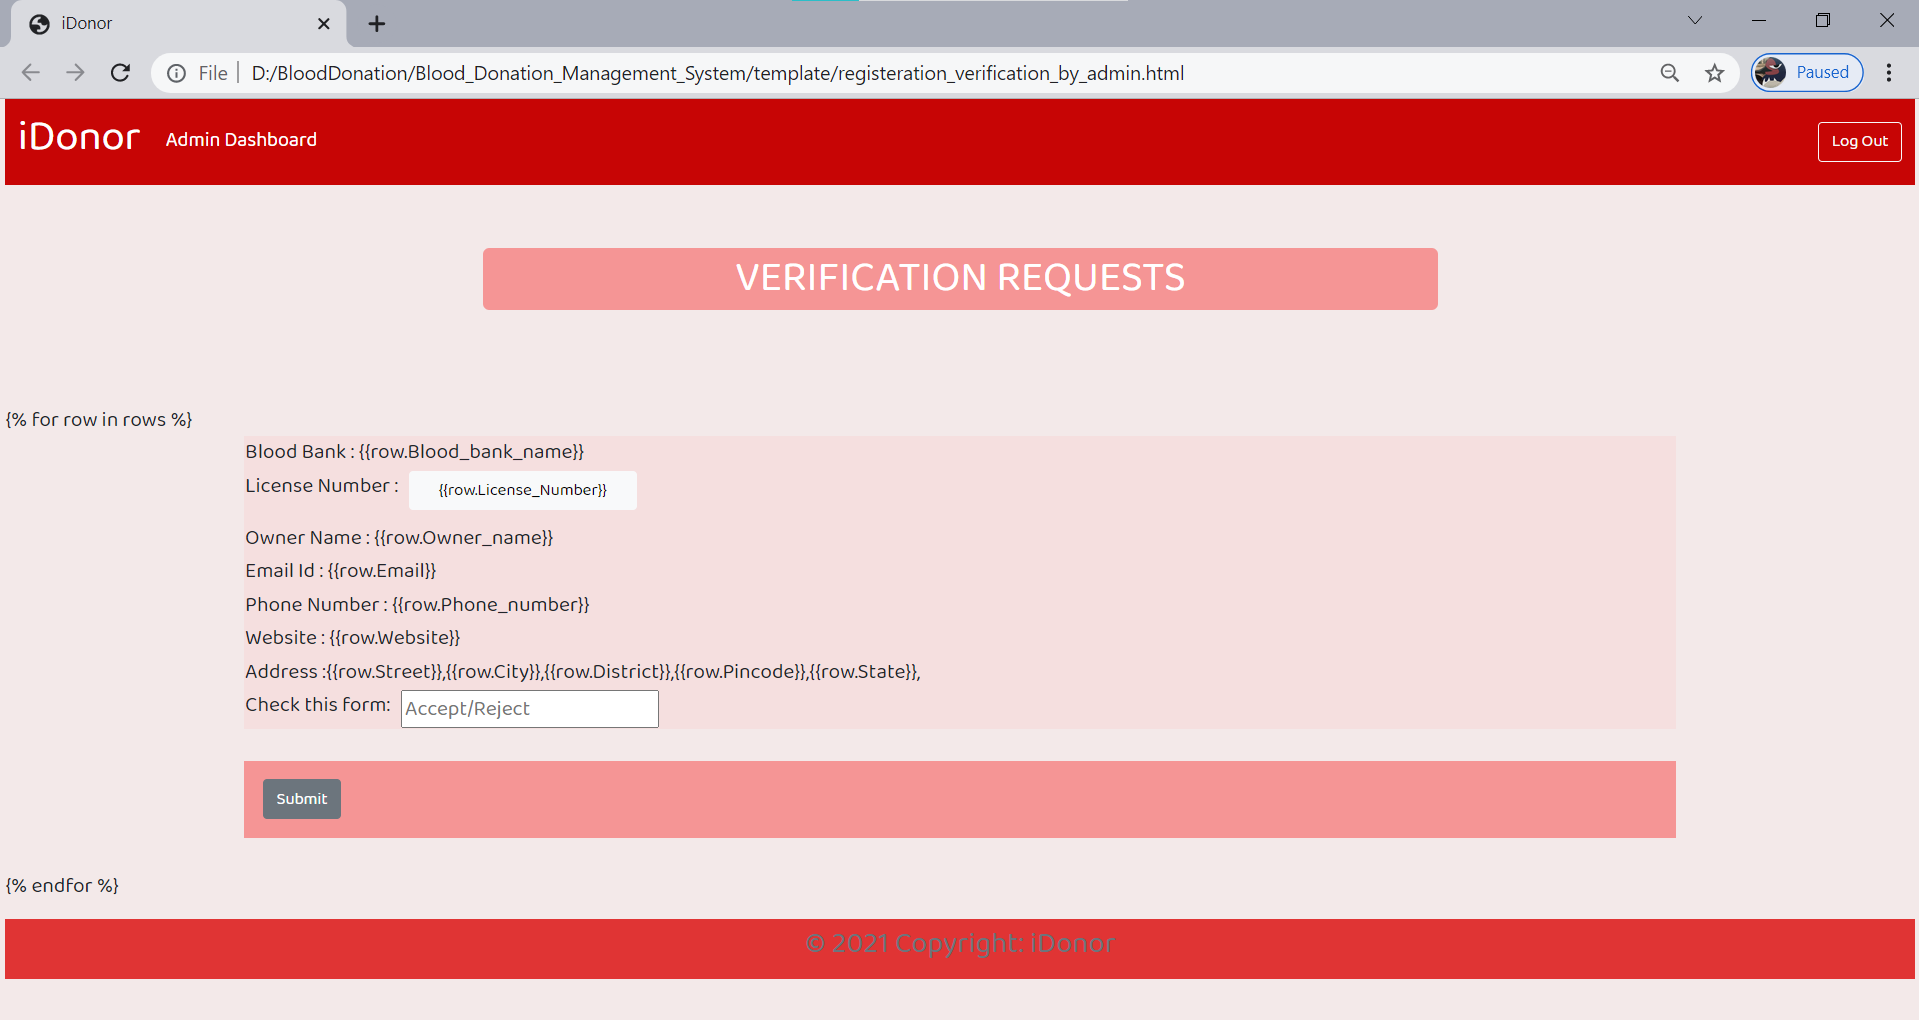 iDonor
File
D:/BloodDonation/Blood_Donation_Management_System/template/registeration_verification_by_admin.html
Paused
iDonor Admin Dashboard Log Out
VERIFICATION REQUESTS
{% for row in rows %}
Blood Bank : {{row.Blood_bank_name}}
License Number : {{row.License_Number}}
Owner Name : {{row.Owner_name}}
Email Id : {{row.Email}}
Phone Number : {{row.Phone_number}}
Website : {{row.Website}}
Address :{{row.Street}},{{row.City}},{{row.District}},{{row.Pincode}},{{row.State}},
Check this form: Accept/Reject
Submit
{% endfor %}
© 2021 Copyright: iDonor